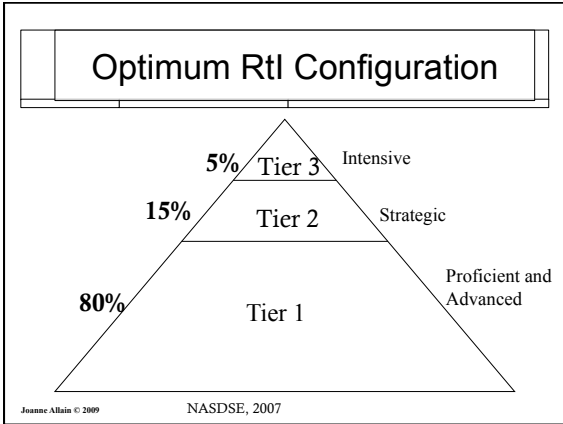 Optimum RtI Configuration
5% Tier 3 Intensive
15% Tier 2 Strategic
80% Tier 1 Proficient and
Advanced
Joanne Allain © 2009 NASDSE, 2007